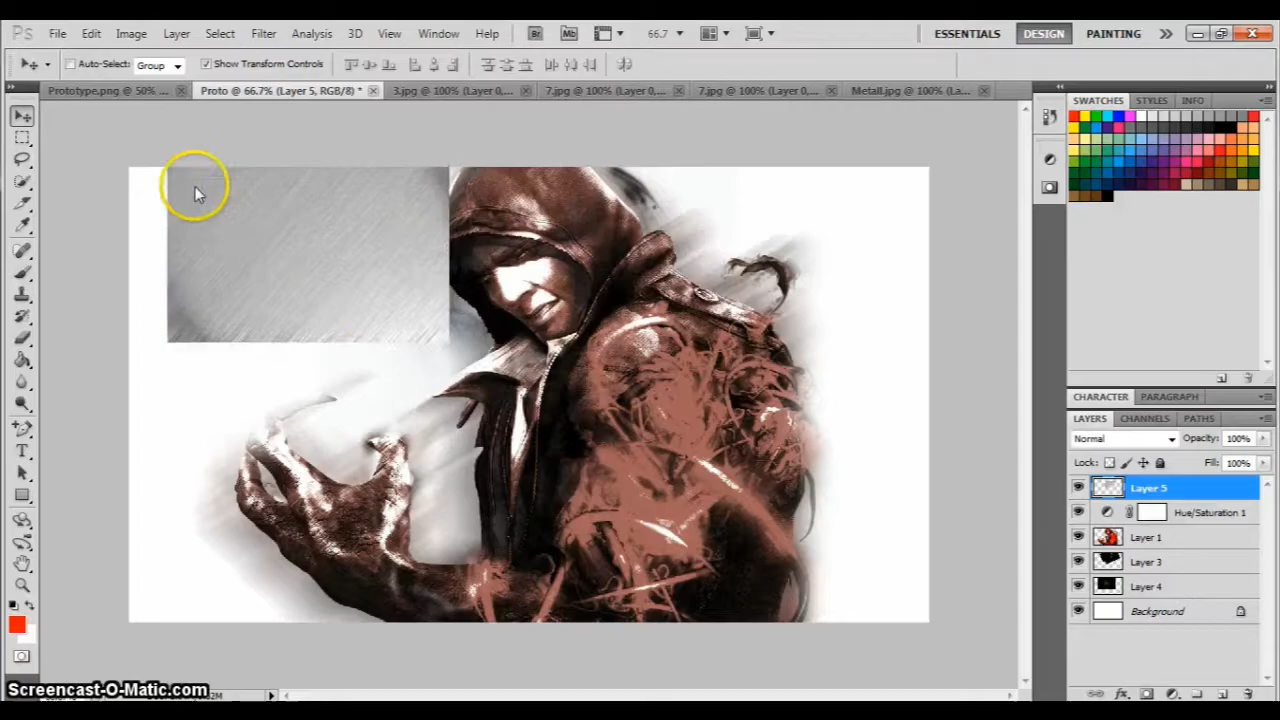 Ps File Edit Image Layer Select Filter Analysis 3D View Window Help Br Mb 66.7 ESSENTIALS DESIGN PAINTING
Auto-Select: Group Show Transform Controls
Prototype.png @ 50% ... Proto @ 66.7% (Layer 5, RGB/8) * 3.jpg @ 100% (Layer 0,... 7.jpg @ 100% (Layer 0,... 7.jpg @ 100% (Layer 0,... Metall.jpg @ 100% (La...
SWATCHES STYLES INFO
CHARACTER PARAGRAPH
LAYERS CHANNELS PATHS
Normal Opacity: 100%
Lock: Fill: 100%
Layer 5
Hue/Saturation 1
Layer 1
Layer 3
Layer 4
Background
Screencast-O-Matic.com